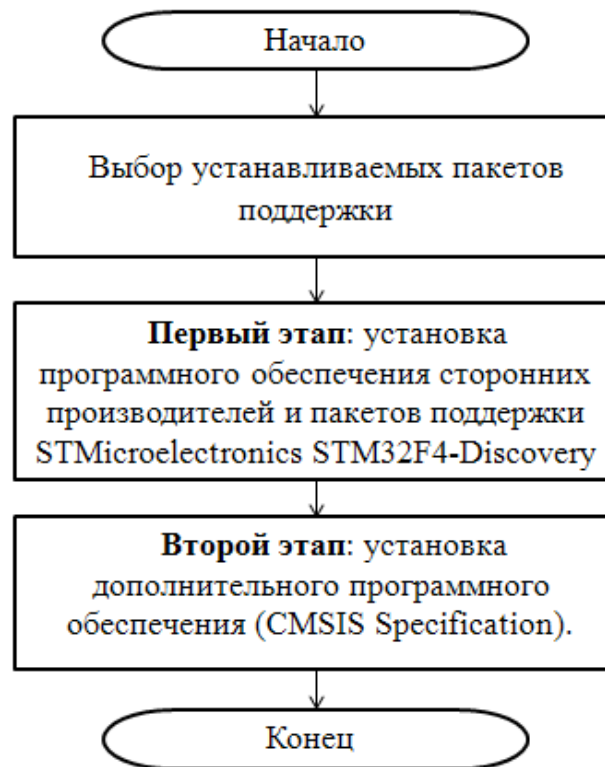 Начало
Выбор устанавливаемых пакетов
поддержки
Первый этап: установка
программного обеспечения сторонних
производителей и пакетов поддержки
STMicroelectronics STM32F4-Discovery
Второй этап: установка
дополнительного программного
обеспечения (CMSIS Specification).
Конец